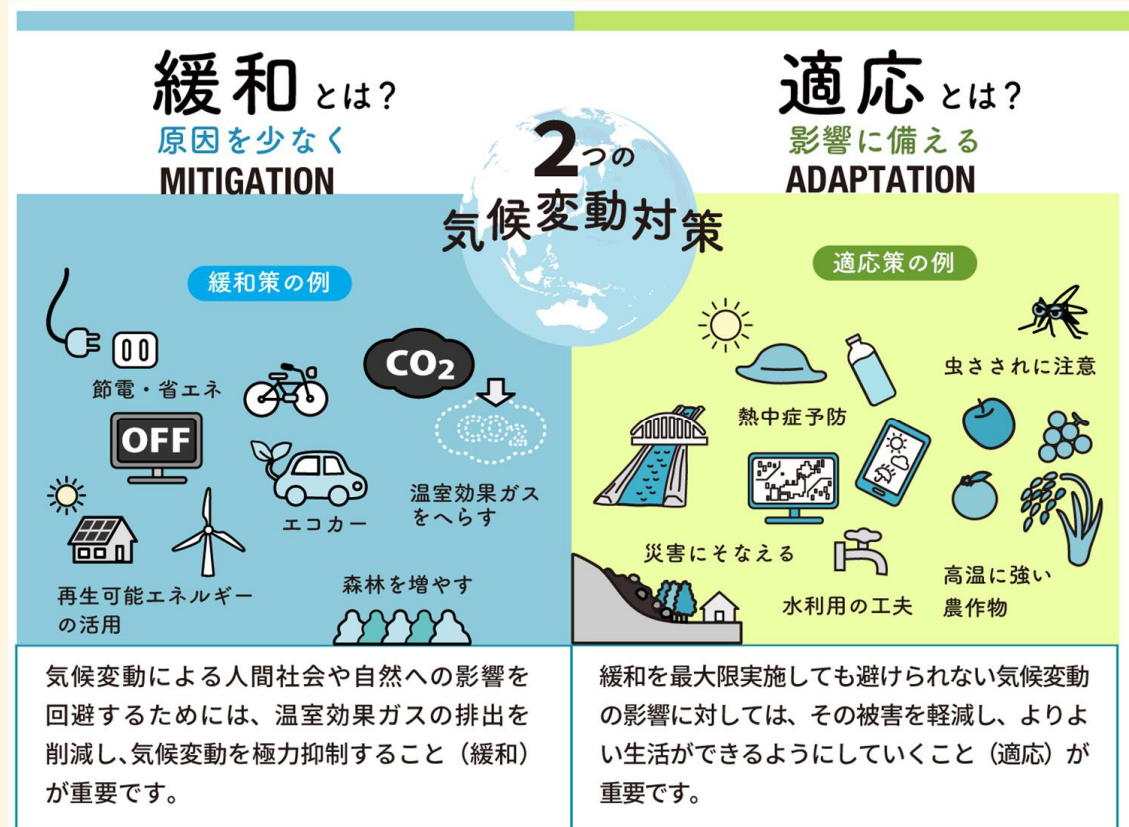 緩和とは？
原因を少なく
MITIGATION
2つの
気候変動対策
適応とは？
影響に備える
ADAPTATION
緩和策の例
節電・省エネ
OFF
CO2
CO2
エコカー
温室効果ガス
をへらす
再生可能エネルギー
の活用
森林を増やす
適応策の例
虫さされに注意
熱中症予防
災害にそなえる
水利用の工夫
高温に強い
農作物
気候変動による人間社会や自然への影響を
回避するためには、温室効果ガスの排出を
削減し、気候変動を極力抑制すること（緩和）
が重要です。
緩和を最大限実施しても避けられない気候変動
の影響に対しては、その被害を軽減し、よりよ
い生活ができるようにしていくこと（適応）が
重要です。